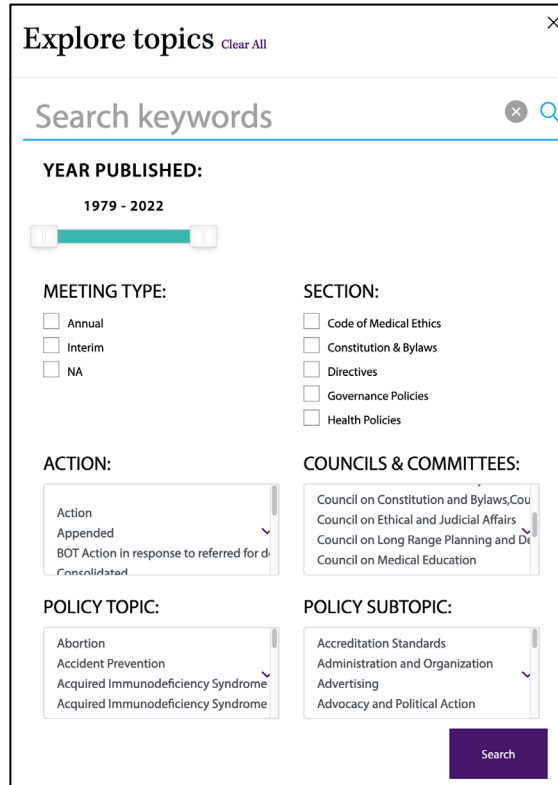 Explore topics Clear All
Search keywords
YEAR PUBLISHED:
1979 - 2022
MEETING TYPE:
Annual
Interim
NA
SECTION:
Code of Medical Ethics
Constitution & Bylaws
Directives
Governance Policies
Health Policies
ACTION:
Action
Appended
BOT Action in response to referred for d
Consolidated
COUNCILS & COMMITTEES:
Council on Constitution and Bylaws,Cou
Council on Ethical and Judicial Affairs
Council on Long Range Planning and De
Council on Medical Education
POLICY TOPIC:
Abortion
Accident Prevention
Acquired Immunodeficiency Syndrome
Acquired Immunodeficiency Syndrome
POLICY SUBTOPIC:
Accreditation Standards
Administration and Organization
Advertising
Advocacy and Political Action
Search